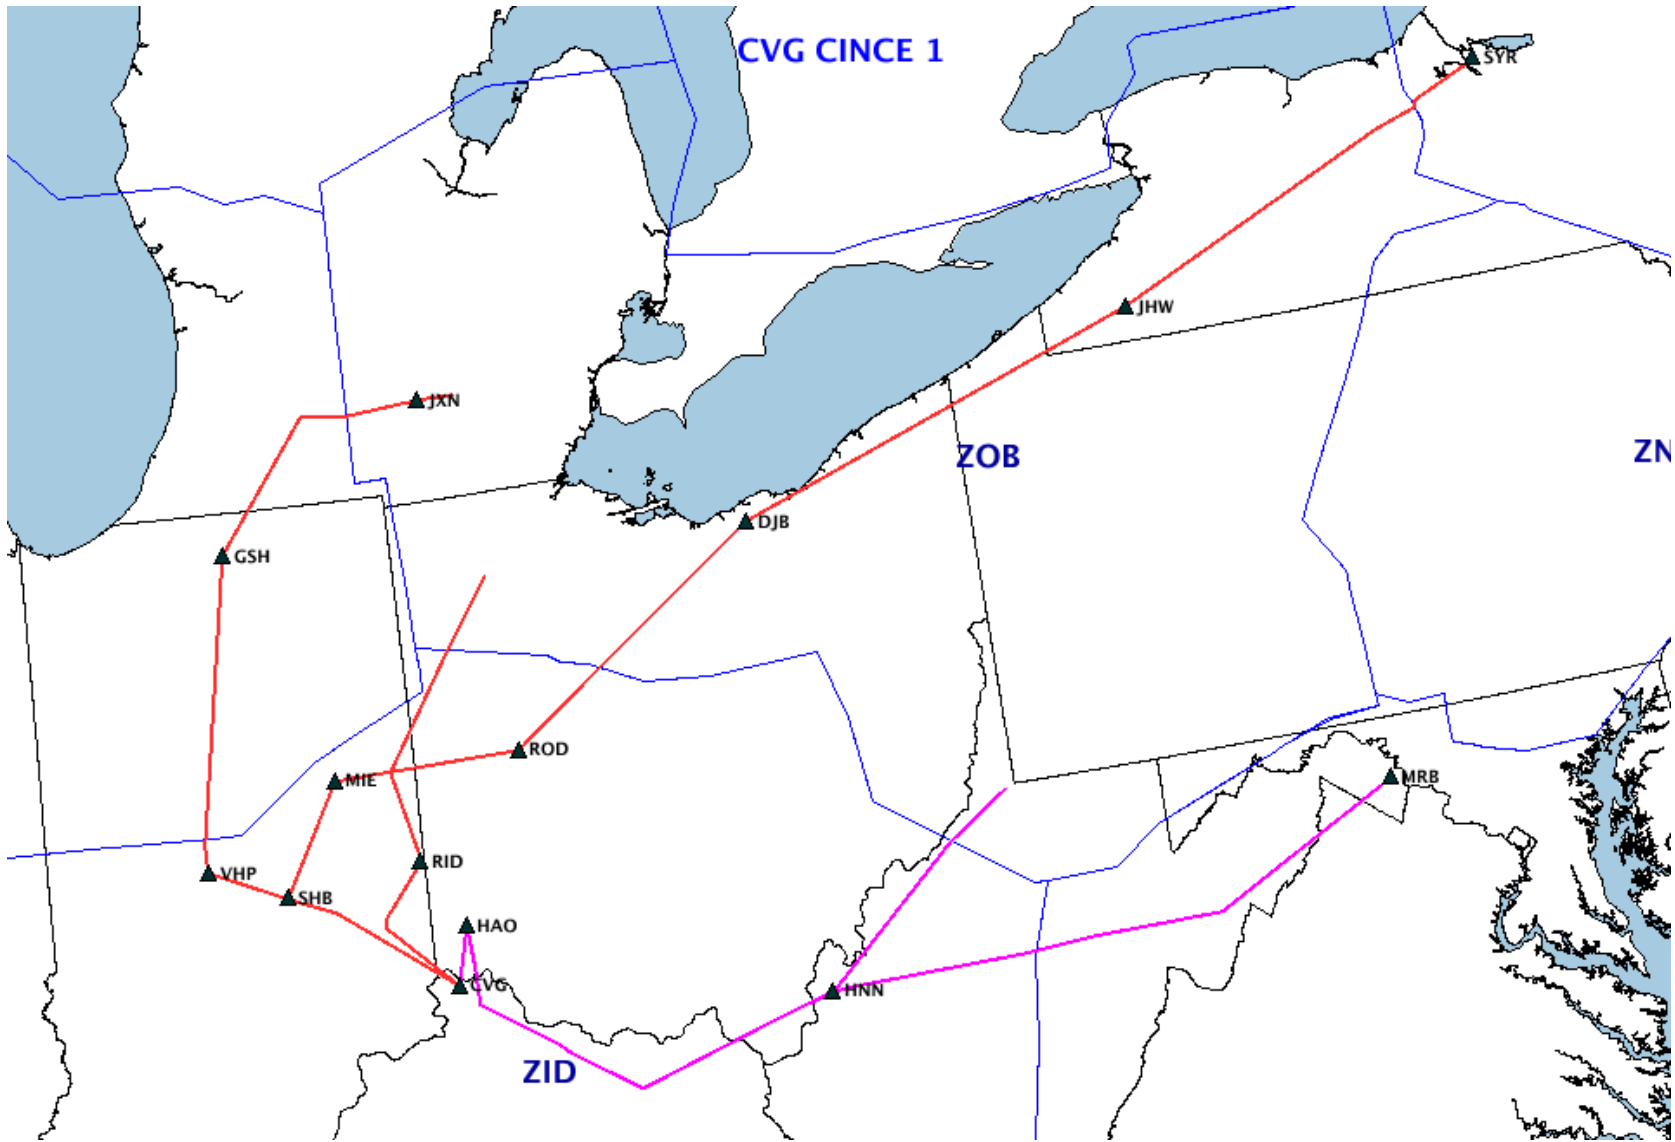 CVG CINCE 1
SYR
JHW
JXN
ZOB
ZN
DJB
GSH
ROD
MIE
MRB
RID
VHP
SHB
HAO
CVG
HNN
ZID